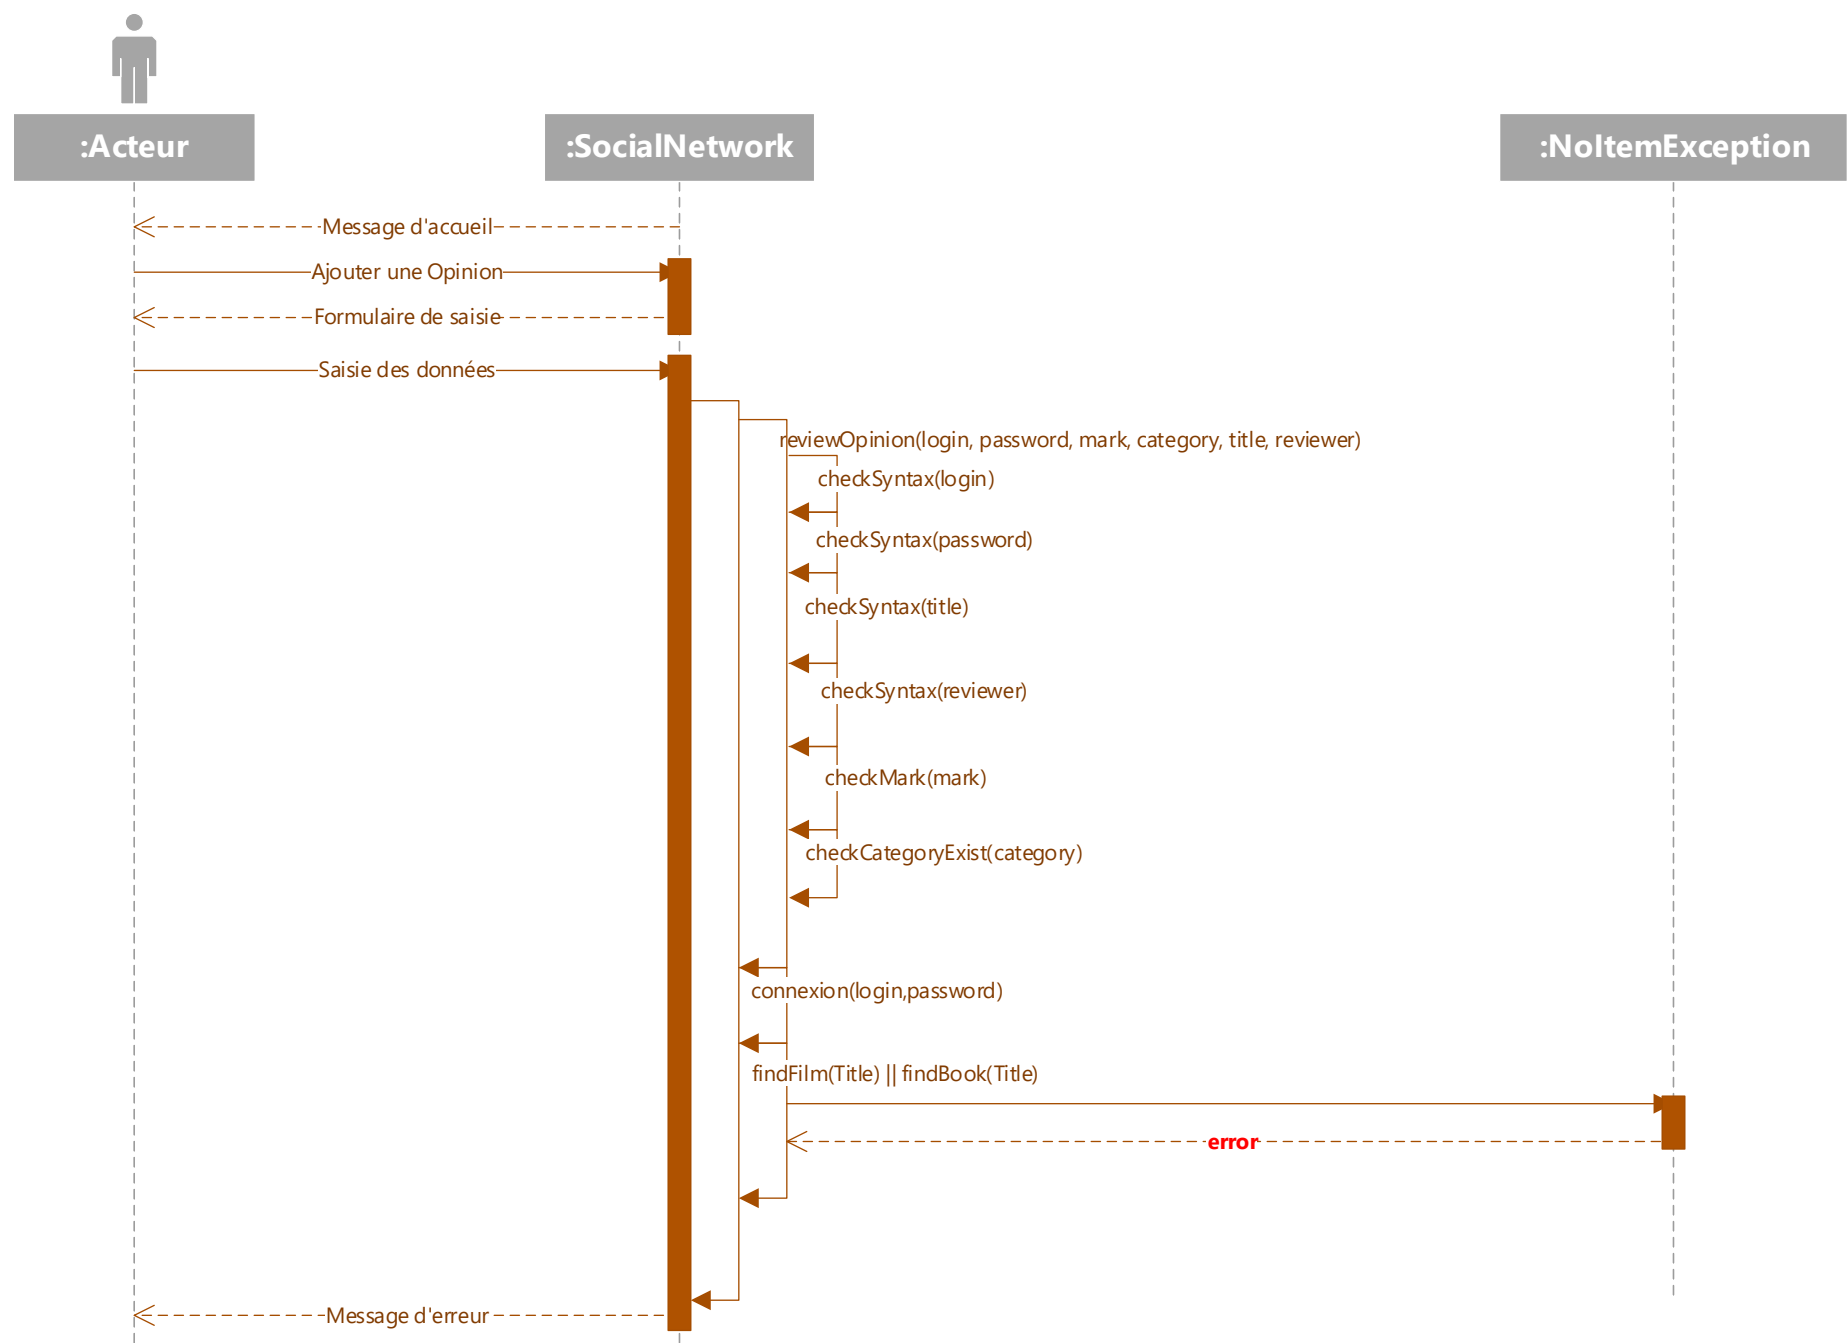 :Acteur
:SocialNetwork
:NoItemException
Message d'accueil
Ajouter une Opinion
Formulaire de saisie
Saisie des données
reviewOpinion(login, password, mark, category, title, reviewer)
checkSyntax(login)
checkSyntax(password)
checkSyntax(title)
checkSyntax(reviewer)
checkMark(mark)
checkCategoryExist(category)
connexion(login,password)
findFilm(Title) || findBook(Title)
error
Message d'erreur